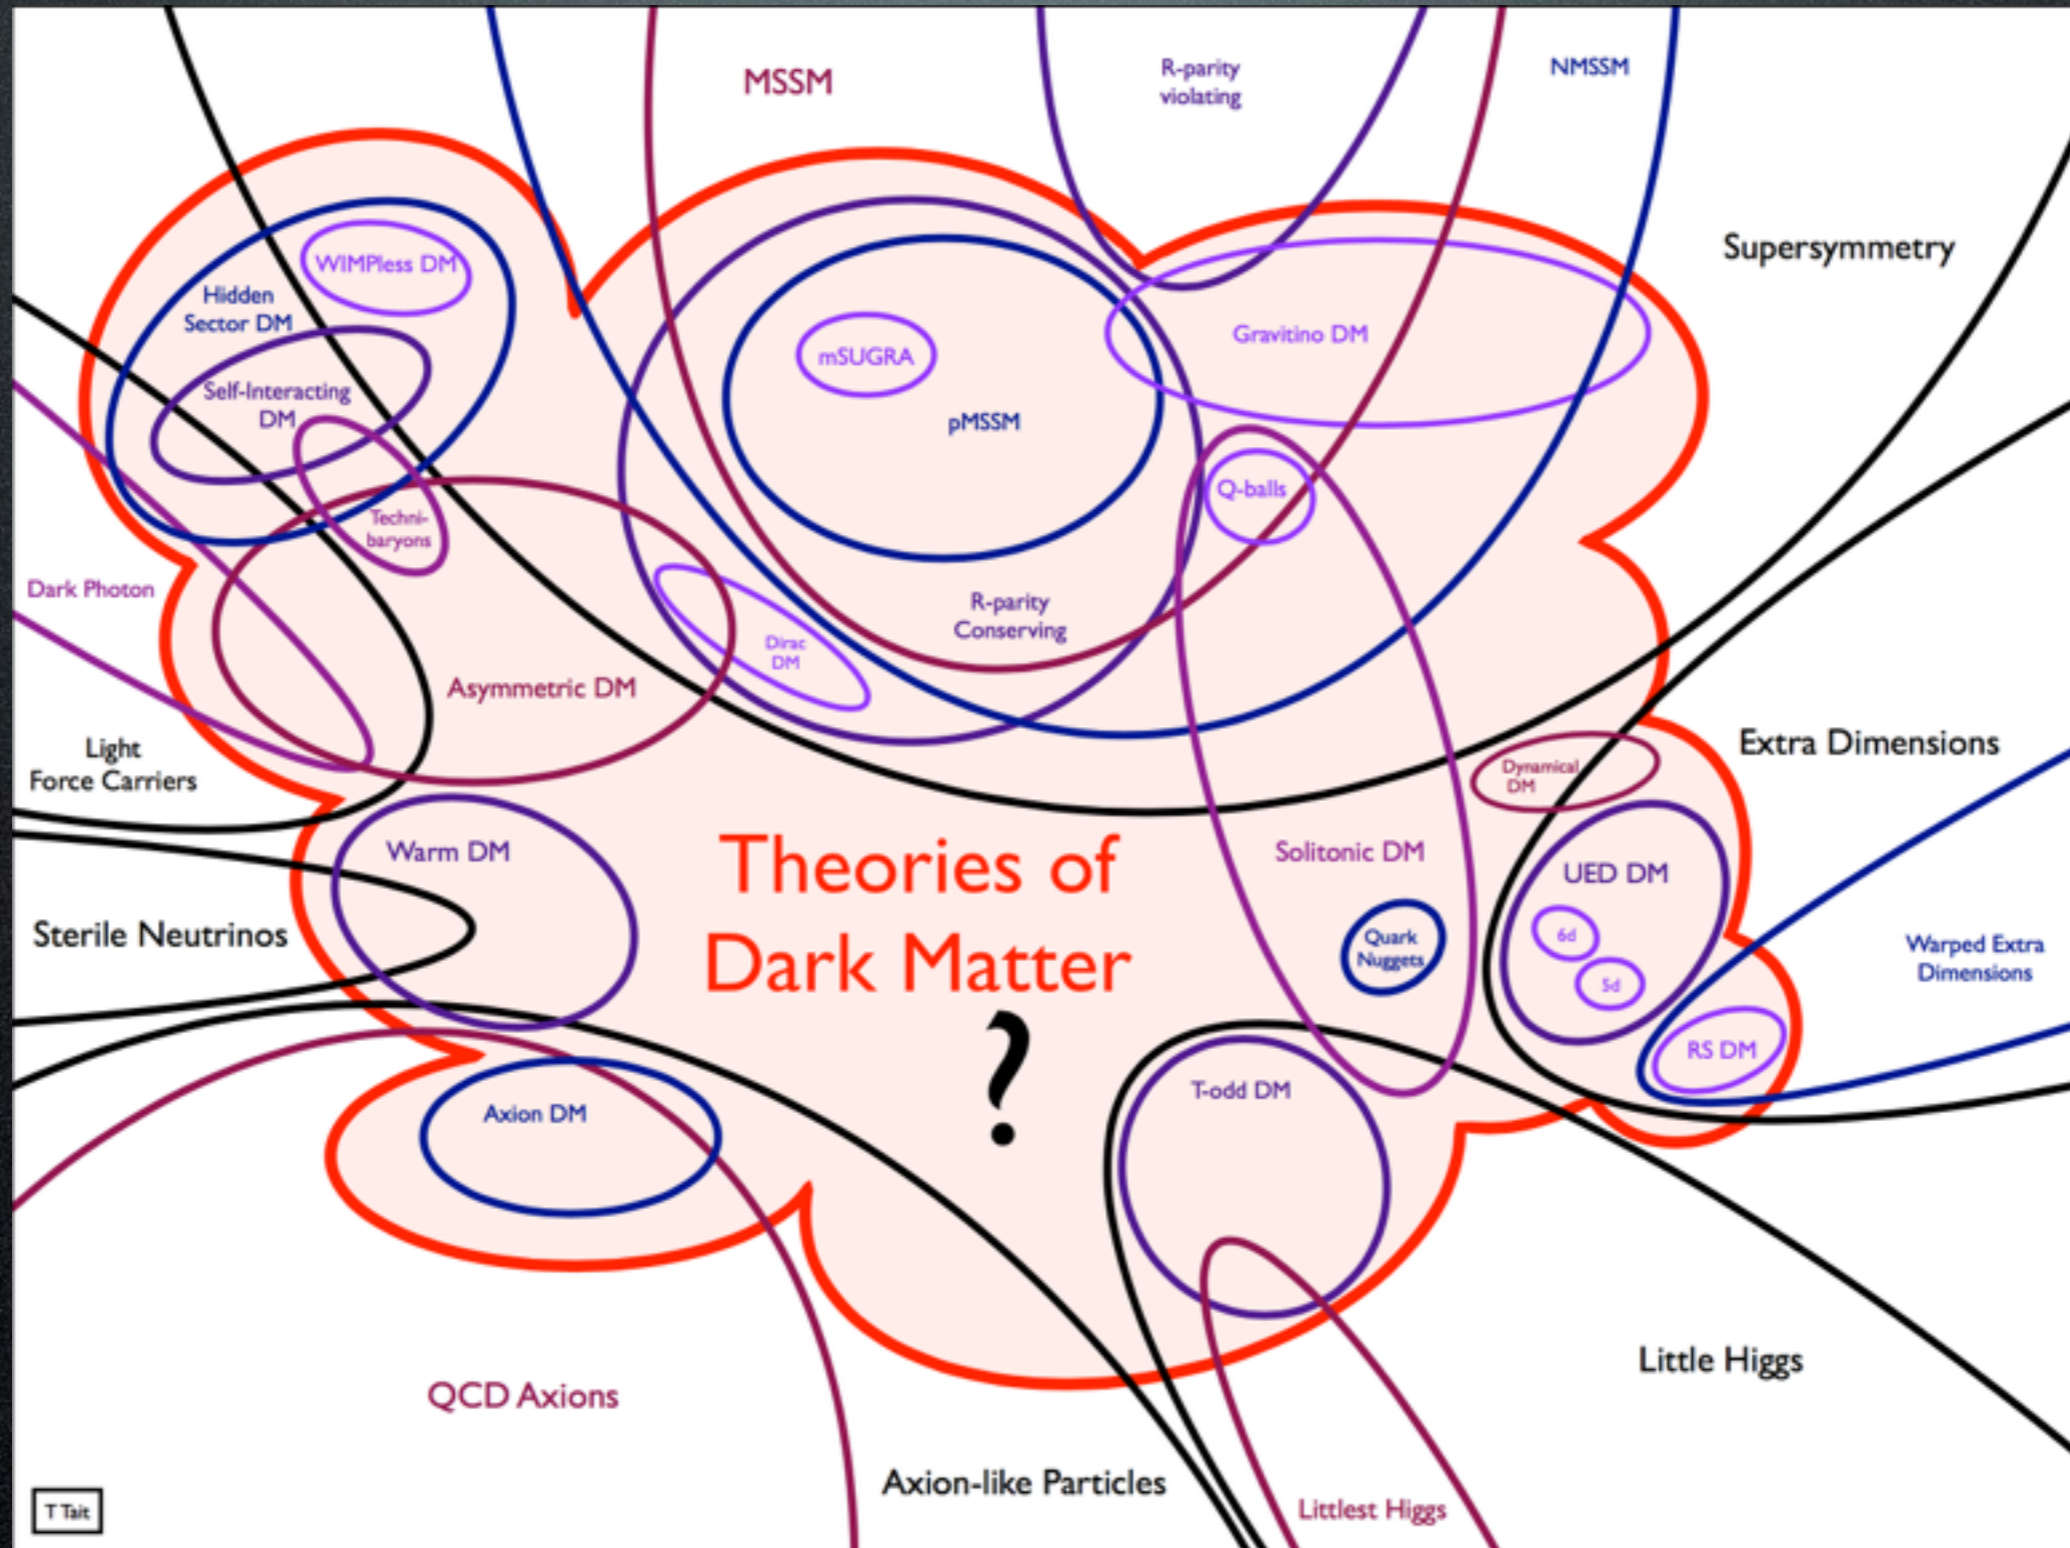 MSSM
R-parity
violating
NMSSM
Supersymmetry
WIMPless DM
Hidden
Sector DM
Self-Interacting
DM
Techni-
baryons
mSUGRA
pMSSM
Gravitino DM
Q-balls
R-parity
Conserving
Dirac
DM
Asymmetric DM
Dark Photon
Light
Force Carriers
Extra Dimensions
Dynamical
DM
Warm DM
Theories of
Dark Matter
?
Solitonic DM
UED DM
6d
5d
Quark
Nuggets
Sterile Neutrinos
Warped Extra
Dimensions
RS DM
Axion DM
T-odd DM
Little Higgs
QCD Axions
Axion-like Particles
Littlest Higgs
T Tait